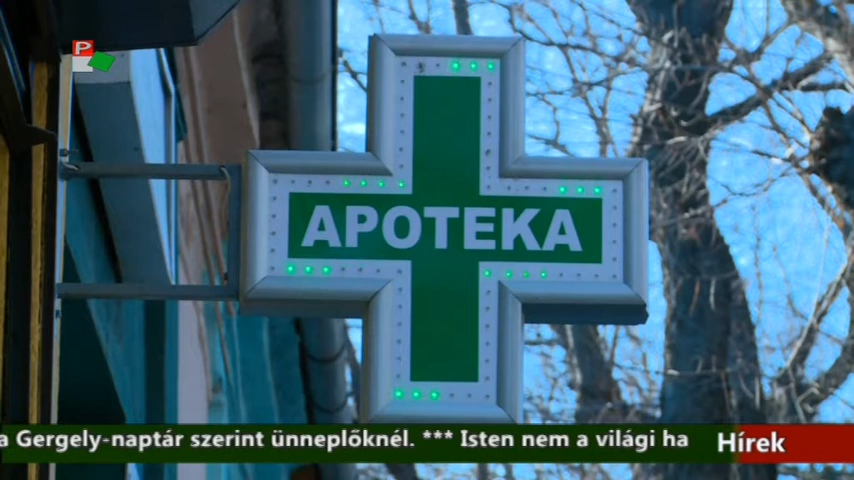 P
APOTEKA
a Gergely-naptár szerint ünneplőknél. *** Isten nem a világi ha
Hírek